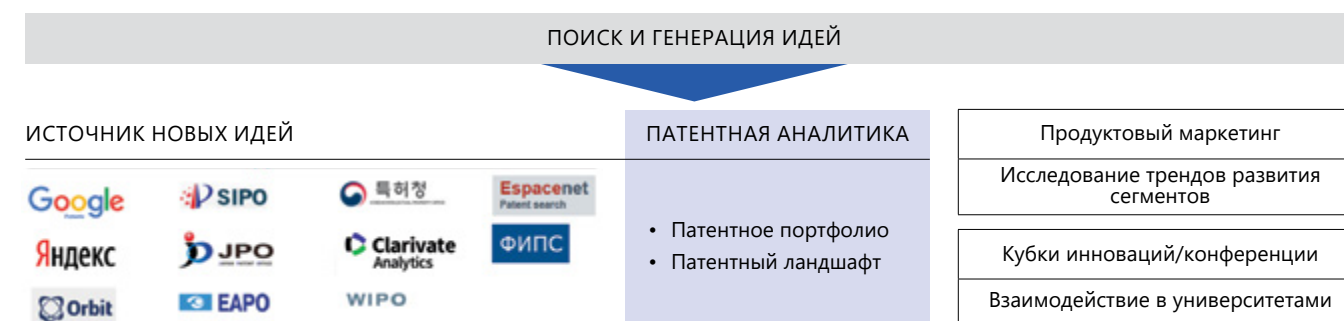 ПОИСК И ГЕНЕРАЦИЯ ИДЕЙ
ИСТОЧНИК НОВЫХ ИДЕЙ
Google
SIPO
특허청
Espacenet
Patent search
Яндекс
JPO
Clarivate
Analytics
ФИПС
Orbit
EAPO
WIPO
ПАТЕНТНАЯ АНАЛИТИКА
• Патентное портфолио
• Патентный ландшафт
Продуктовый маркетинг
Исследование трендов развития
сегментов
Кубки инноваций/конференции
Взаимодействие в университетами